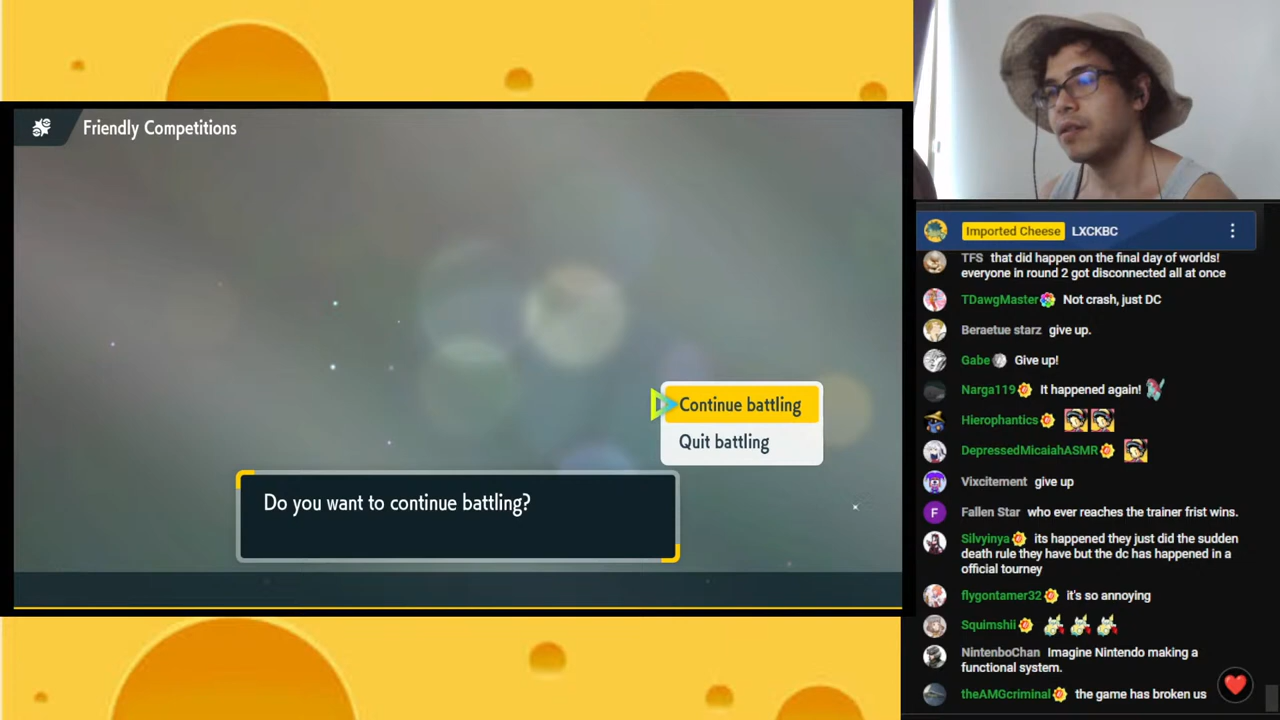 Friendly Competitions
Continue battling
Quit battling
Do you want to continue battling?
Imported Cheese LXCKBC
TFS that did happen on the final day of worlds!
everyone in round 2 got disconnected all at once
TDawgMaster Not crash, just DC
Beraetue starz give up.
Gabe Give up!
Narga119 It happened again!
Hierophantics
DepressedMicaiahASMR
Vixcitement give up
F Fallen Star who ever reaches the trainer frist wins.
Silvyinya its happened they just did the sudden
death rule they have but the dc has happened in a
official tourney
flygontamer32 it's so annoying
Squimshii
NintenboChan Imagine Nintendo making a
functional system.
theAMGcriminal the game has broken us